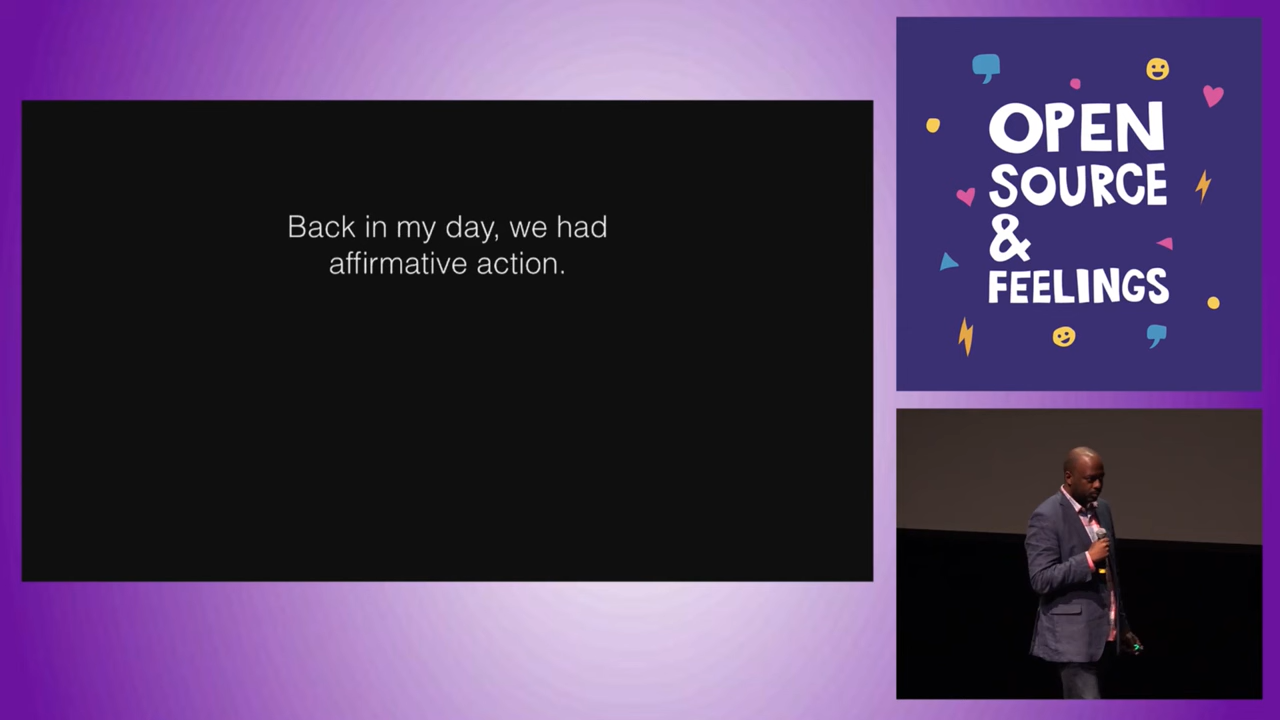 Back in my day, we had
affirmative action.
OPEN
SOURCE
&
FEELINGS